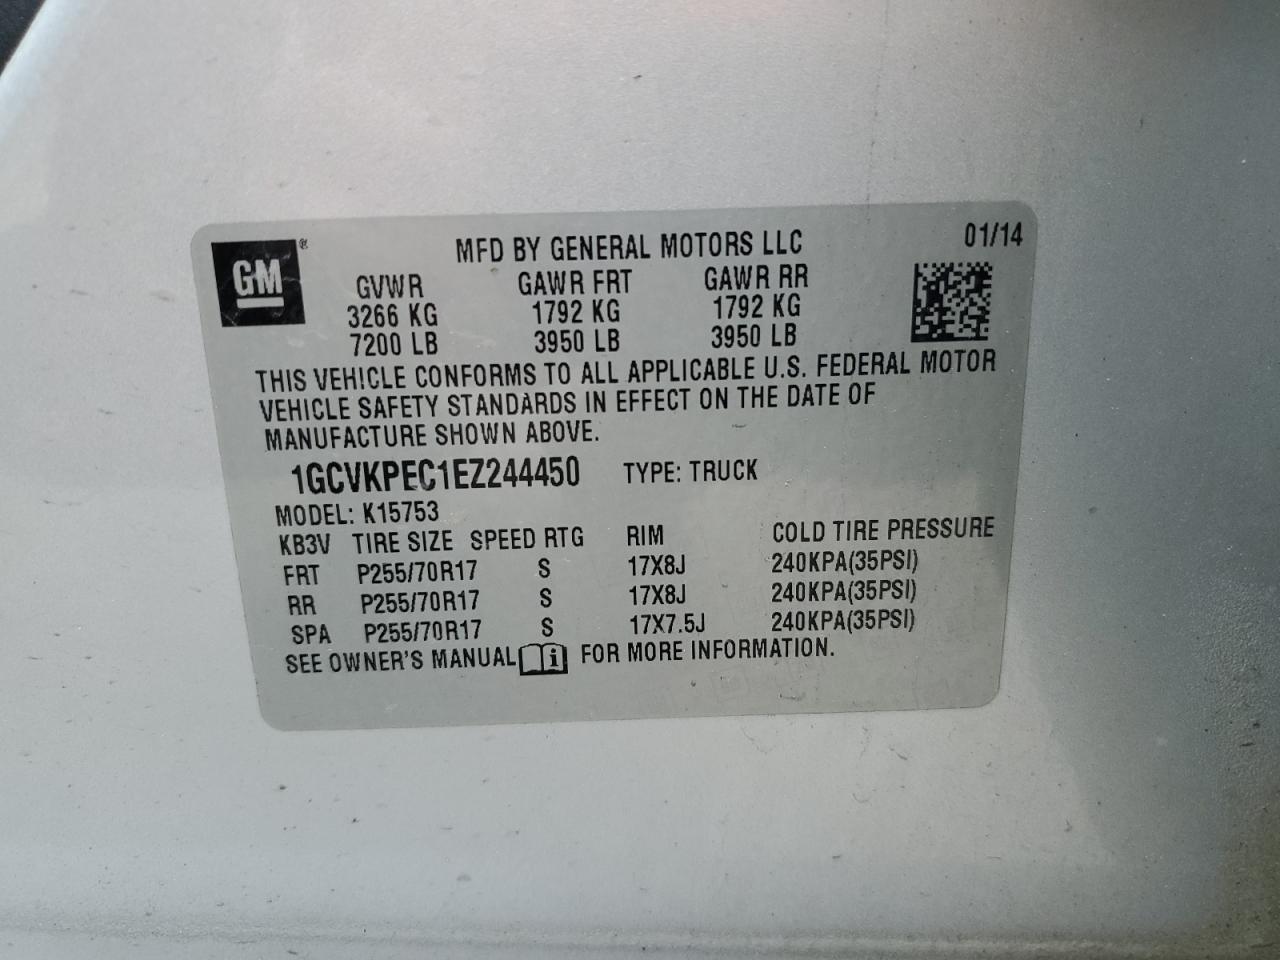 GM®
MFD BY GENERAL MOTORS LLC 01/14
GVWR GAWR FRT GAWR RR
3266 KG 1792 KG 1792 KG
7200 LB 3950 LB 3950 LB
THIS VEHICLE CONFORMS TO ALL APPLICABLE U.S. FEDERAL MOTOR
VEHICLE SAFETY STANDARDS IN EFFECT ON THE DATE OF
MANUFACTURE SHOWN ABOVE.
1GCVKPEC1EZ244450 TYPE: TRUCK
MODEL: K15753
KB3V TIRE SIZE SPEED RTG RIM COLD TIRE PRESSURE
FRT P255/70R17 S 17X8J 240KPA(35PSI)
RR P255/70R17 S 17X8J 240KPA(35PSI)
SPA P255/70R17 S 17X7.5J 240KPA(35PSI)
SEE OWNER'S MANUAL i FOR MORE INFORMATION.